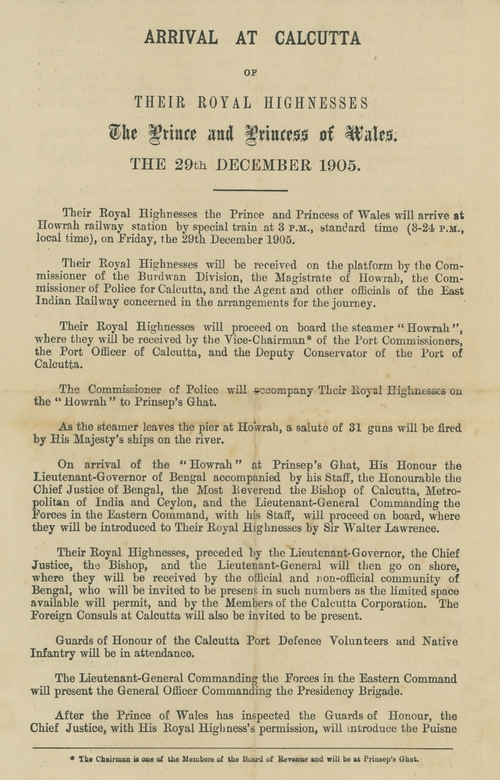 ARRIVAL AT CALCUTTA
OF
THEIR ROYAL HIGHNESSES
The Prince and Princess of Wales.
THE 29th DECEMBER 1905.
Their Royal Highnesses the Prince and Princess of Wales will arrive at
Howrah railway station by special train at 3 P.M., standard time (3-24 P.M.,
local time), on Friday, the 29th December 1905.
Their Royal Highnesses will be received on the platform by the Com-
missioner of the Burdwan Division, the Magistrate of Howrah, the Com-
missioner of Police for Calcutta, and the Agent and other officials of the East
Indian Railway concerned in the arrangements for the journey.
Their Royal Highnesses will proceed on board the steamer "Howrah",
where they will be received by the Vice-Chairman* of the Port Commissioners,
the Port Officer of Calcutta, and the Deputy Conservator of the Port of
Calcutta.
The Commissioner of Police will accompany Their Royal Highnesses on
the "Howrah" to Prinsep's Ghat.
As the steamer leaves the pier at Howrah, a salute of 31 guns will be fired
by His Majesty's ships on the river.
On arrival of the "Howrah" at Prinsep's Ghat, His Honour the
Lieutenant-Governor of Bengal accompanied by his Staff, the Honourable the
Chief Justice of Bengal, the Most Reverend the Bishop of Calcutta, Metro-
politan of India and Ceylon, and the Lieutenant-General Commanding the
Forces in the Eastern Command, with his Staff, will proceed on board, where
they will be introduced to Their Royal Highnesses by Sir Walter Lawrence.
Their Royal Highnesses, preceded by the Lieutenant-Governor, the Chief
Justice, the Bishop, and the Lieutenant-General will then go on shore,
where they will be received by the official and non-official community of
Bengal, who will be invited to be present in such numbers as the limited space
available will permit, and by the Members of the Calcutta Corporation. The
Foreign Consuls at Calcutta will also be invited to be present.
Guards of Honour of the Calcutta Port Defence Volunteers and Native
Infantry will be in attendance.
The Lieutenant-General Commanding the Forces in the Eastern Command
will present the General Officer Commanding the Presidency Brigade.
After the Prince of Wales has inspected the Guards of Honour, the
Chief Justice, with His Royal Highness's permission, will introduce the Puisne
* The Chairman is one of the Members of the Board of Revenue and will be at Prinsep's Ghat.